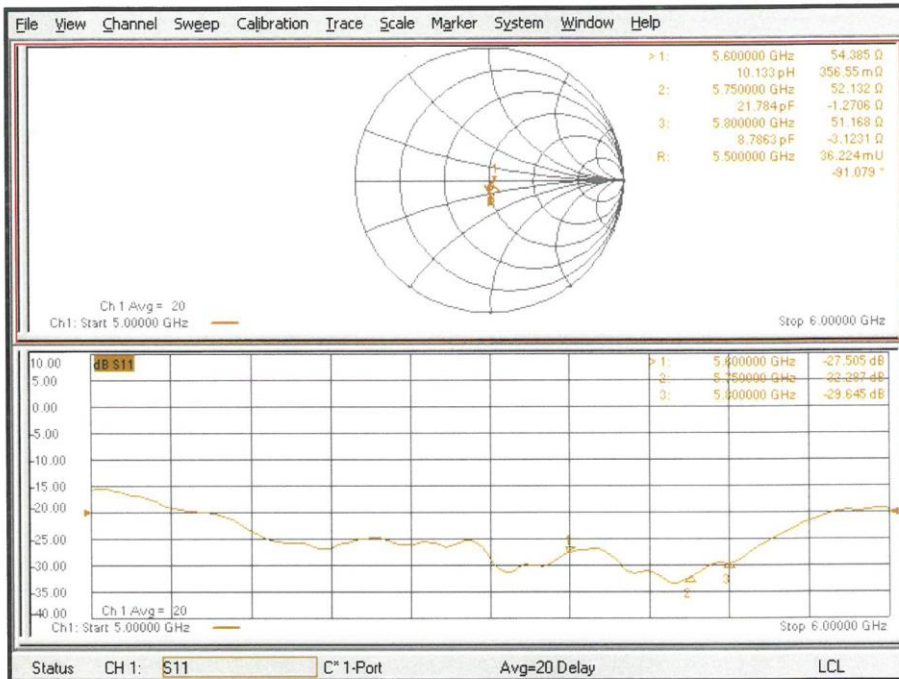 File View Channel Sweep Calibration Trace Scale Marker System Window Help
> 1: 5.600000 GHz 54.385 Ω
10.133 pH 356.55 mΩ
2: 5.750000 GHz 52.132 Ω
21.784 pF -1.2706 Ω
3: 5.800000 GHz 51.168 Ω
8.7863 pF -3.1231 Ω
R: 5.500000 GHz 36.224 mU
-91.079 °
Ch 1 Avg = 20
Ch1: Start 5.00000 GHz
Stop 6.00000 GHz
10.00
dB S11
> 1: 5.600000 GHz -27.505 dB
5.00
2: 5.750000 GHz -32.287 dB
3: 5.800000 GHz -29.645 dB
0.00
-5.00
-10.00
-15.00
-20.00
-25.00
1
-30.00
2
3
-35.00
-40.00
Ch 1 Avg = 20
Ch1: Start 5.00000 GHz
Stop 6.00000 GHz
Status CH 1: S11 C* 1-Port Avg=20 Delay LCL